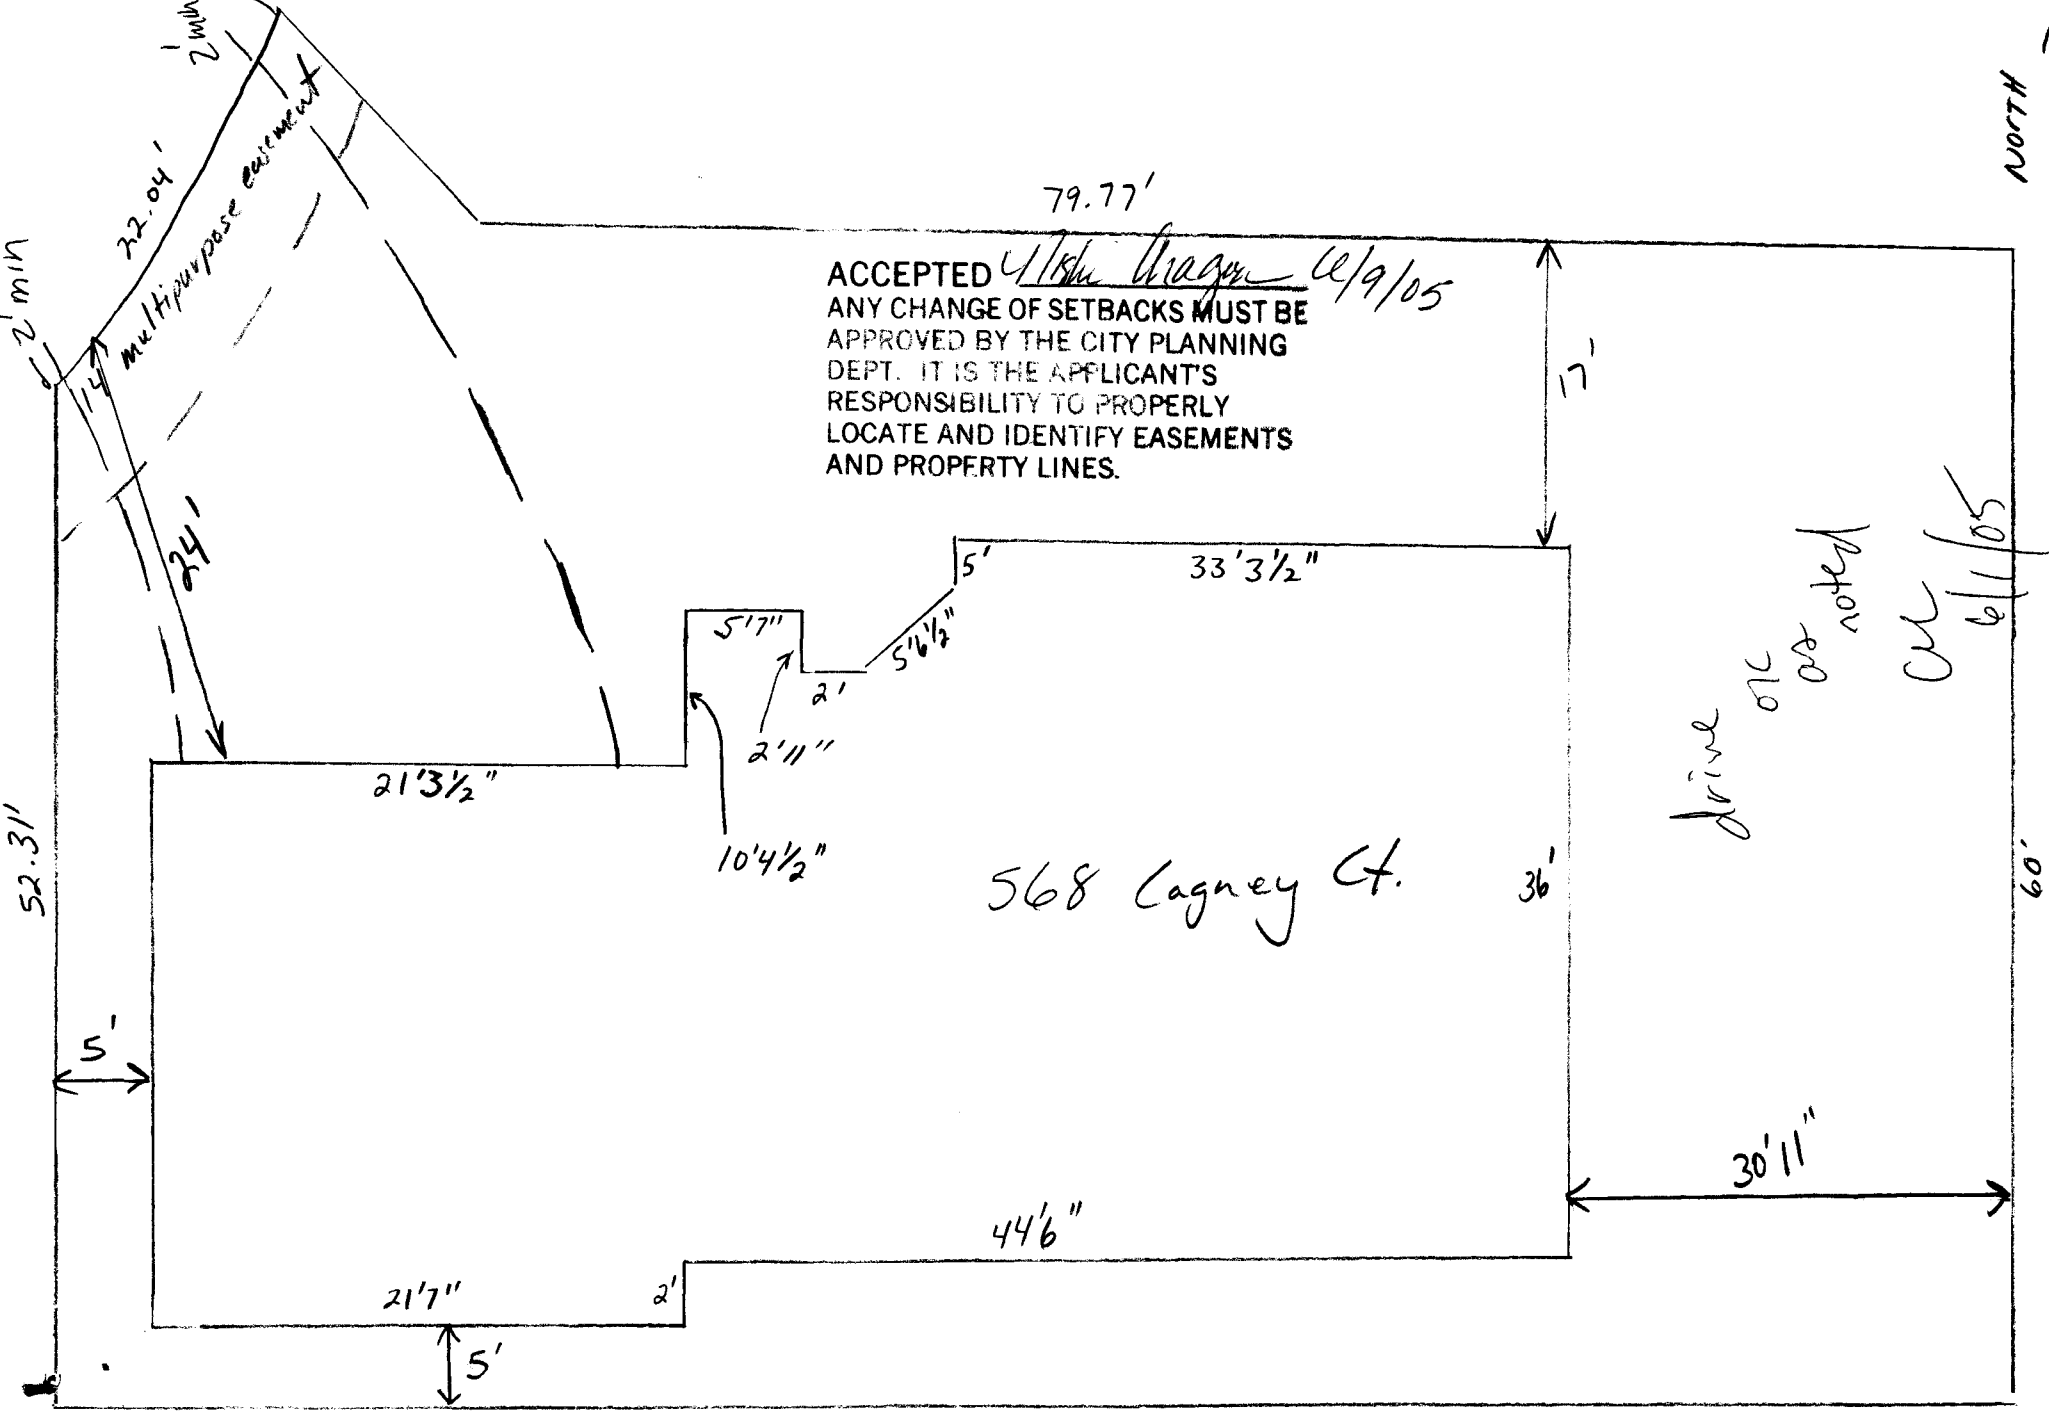 2' min
NORTH
22.04'
multipurpose easement
79.77'
2' min
14'
ACCEPTED 6/9/05
ANY CHANGE OF SETBACKS MUST BE
APPROVED BY THE CITY PLANNING
DEPT. IT IS THE APPLICANT'S
RESPONSIBILITY TO PROPERLY
LOCATE AND IDENTIFY EASEMENTS
AND PROPERTY LINES.
17'
24'
5'
33'3½"
5'7"
5'6½"
2'
2'11"
drive
ok
as
noted
6/1/05
21'3½"
10'4½"
52.31'
568 Cagney Ct.
36'
60'
5'
30'11"
44'6"
21'7"
2'
5'